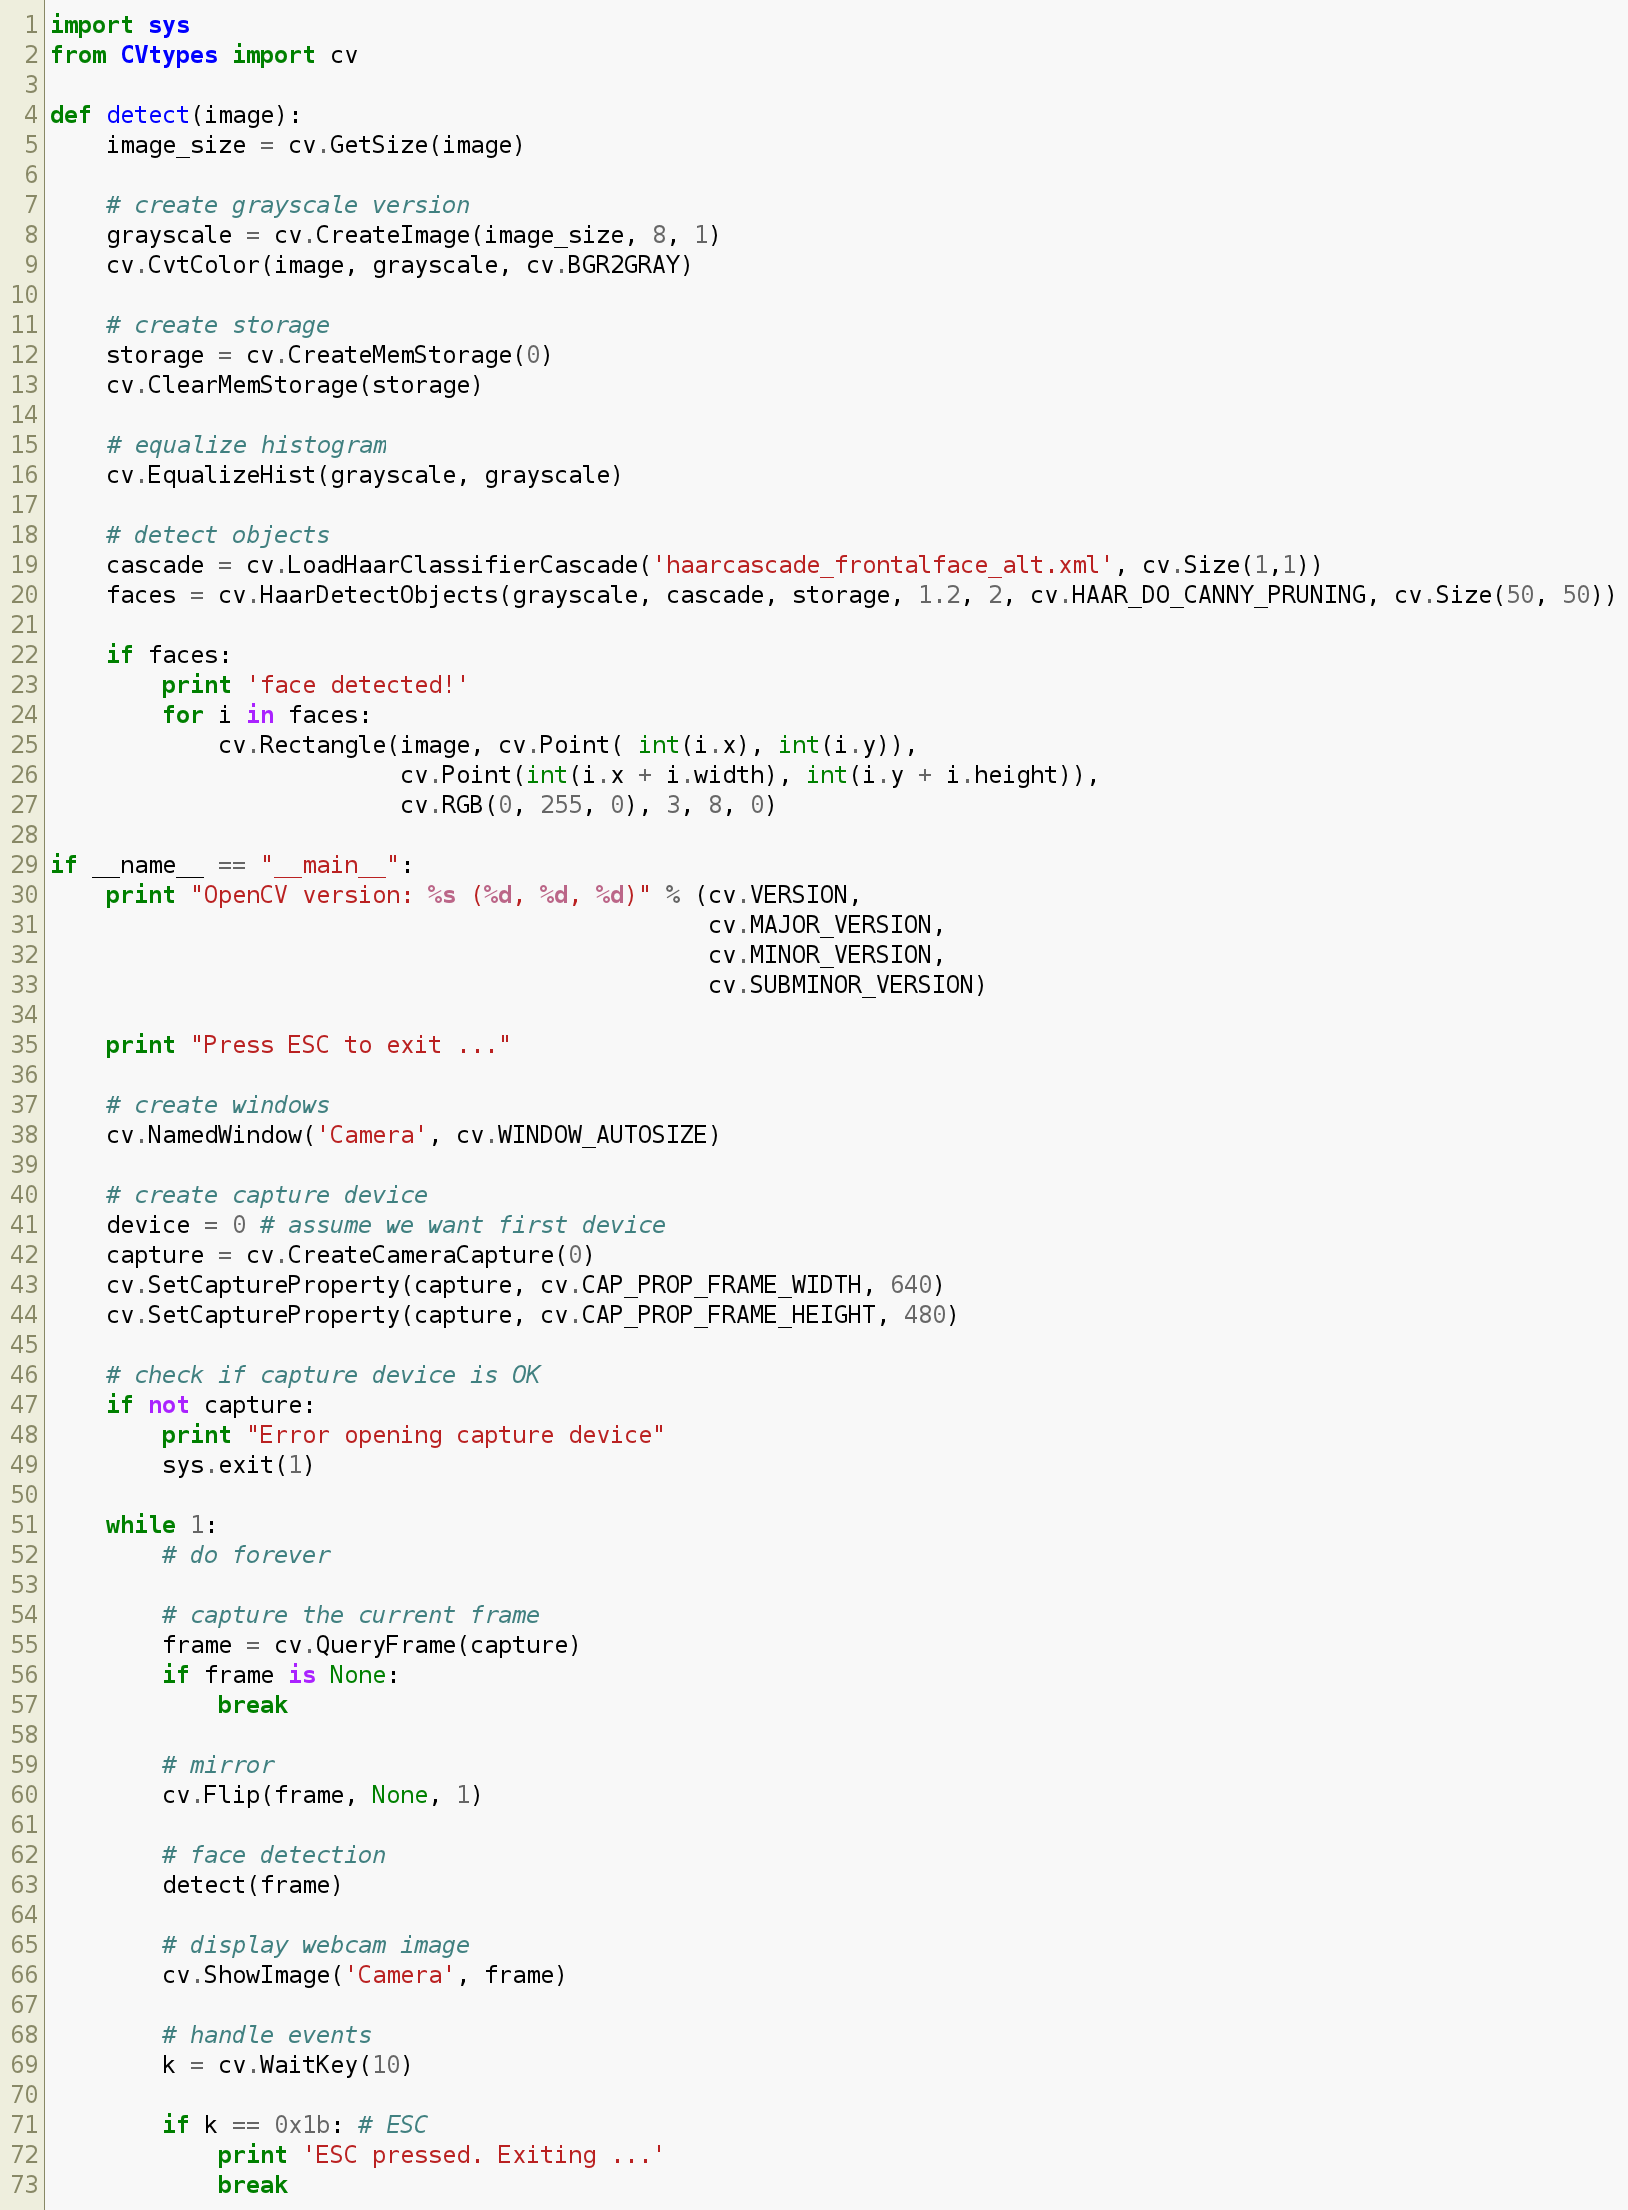 1 import sys
2 from CVtypes import cv
3
4 def detect(image):
5     image_size = cv.GetSize(image)
6
7     # create grayscale version
8     grayscale = cv.CreateImage(image_size, 8, 1)
9     cv.CvtColor(image, grayscale, cv.BGR2GRAY)
10
11     # create storage
12     storage = cv.CreateMemStorage(0)
13     cv.ClearMemStorage(storage)
14
15     # equalize histogram
16     cv.EqualizeHist(grayscale, grayscale)
17
18     # detect objects
19     cascade = cv.LoadHaarClassifierCascade('haarcascade_frontalface_alt.xml', cv.Size(1,1))
20     faces = cv.HaarDetectObjects(grayscale, cascade, storage, 1.2, 2, cv.HAAR_DO_CANNY_PRUNING, cv.Size(50, 50))
21
22     if faces:
23         print 'face detected!'
24         for i in faces:
25             cv.Rectangle(image, cv.Point( int(i.x), int(i.y)),
26                          cv.Point(int(i.x + i.width), int(i.y + i.height)),
27                          cv.RGB(0, 255, 0), 3, 8, 0)
28
29 if __name__ == "__main__":
30     print "OpenCV version: %s (%d, %d, %d)" % (cv.VERSION,
31                                                cv.MAJOR_VERSION,
32                                                cv.MINOR_VERSION,
33                                                cv.SUBMINOR_VERSION)
34
35     print "Press ESC to exit ..."
36
37     # create windows
38     cv.NamedWindow('Camera', cv.WINDOW_AUTOSIZE)
39
40     # create capture device
41     device = 0 # assume we want first device
42     capture = cv.CreateCameraCapture(0)
43     cv.SetCaptureProperty(capture, cv.CAP_PROP_FRAME_WIDTH, 640)
44     cv.SetCaptureProperty(capture, cv.CAP_PROP_FRAME_HEIGHT, 480)
45
46     # check if capture device is OK
47     if not capture:
48         print "Error opening capture device"
49         sys.exit(1)
50
51     while 1:
52         # do forever
53
54         # capture the current frame
55         frame = cv.QueryFrame(capture)
56         if frame is None:
57             break
58
59         # mirror
60         cv.Flip(frame, None, 1)
61
62         # face detection
63         detect(frame)
64
65         # display webcam image
66         cv.ShowImage('Camera', frame)
67
68         # handle events
69         k = cv.WaitKey(10)
70
71         if k == 0x1b: # ESC
72             print 'ESC pressed. Exiting ...'
73             break